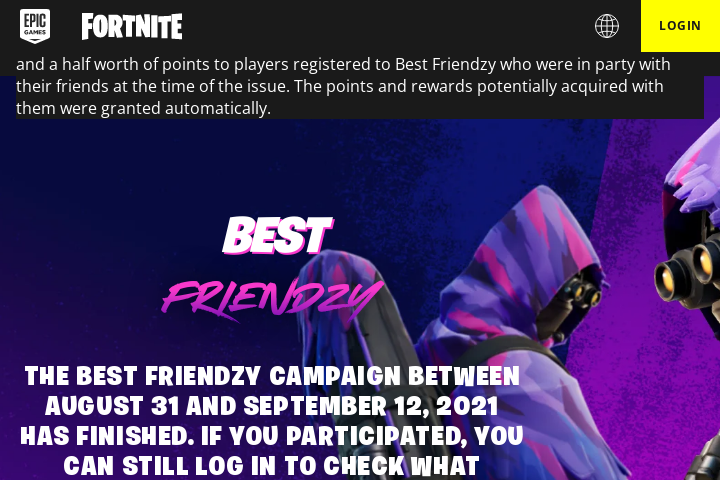 EPIC
GAMES
FORTNITE
LOGIN
and a half worth of points to players registered to Best Friendzy who were in party with
their friends at the time of the issue. The points and rewards potentially acquired with
them were granted automatically.
BEST
FRIENDZY
THE BEST FRIENDZY CAMPAIGN BETWEEN
AUGUST 31 AND SEPTEMBER 12, 2021
HAS FINISHED. IF YOU PARTICIPATED, YOU
CAN STILL LOG IN TO CHECK WHAT